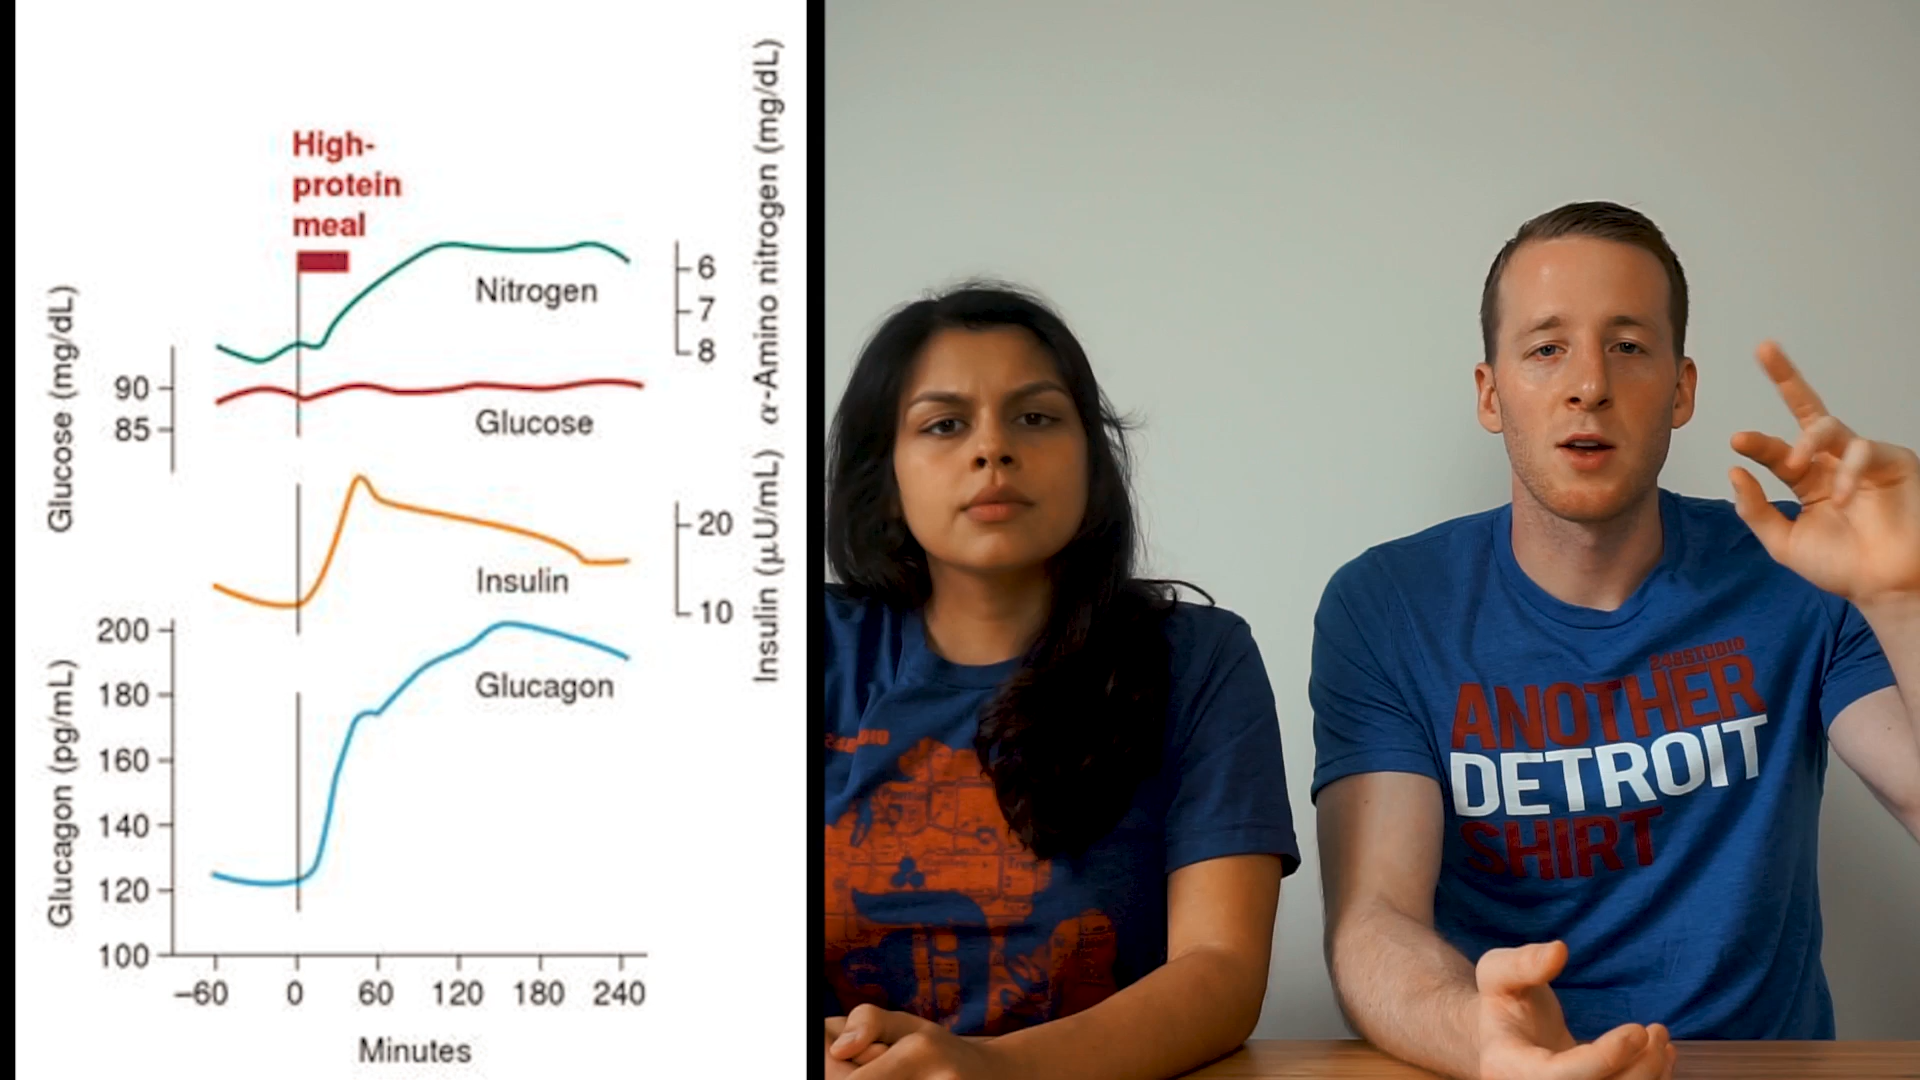 High-
protein
meal
Nitrogen
Glucose
Insulin
Glucagon
Glucose (mg/dL)
90
85
Glucagon (pg/mL)
200
180
160
140
120
100
α-Amino nitrogen (mg/dL)
6
7
8
Insulin (μU/mL)
20
10
–60 0 60 120 180 240
Minutes
248STUDIO
ANOTHER
DETROIT
SHIRT